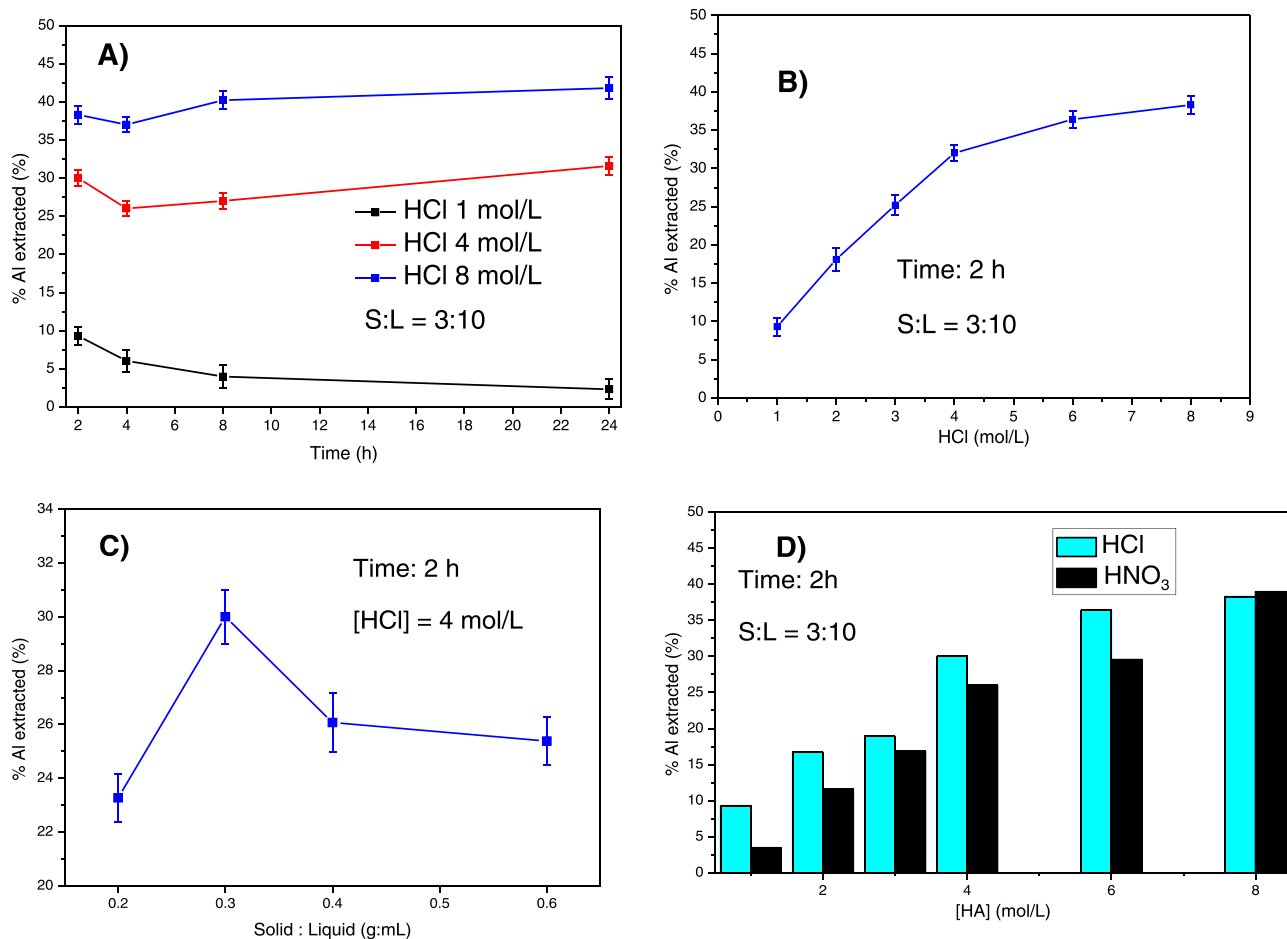 A)
50
45
40
35
30
25
20
15
10
5
0
% Al extracted (%)
HCl 1 mol/L
HCl 4 mol/L
HCl 8 mol/L
S:L = 3:10
2 4 6 8 10 12 14 16 18 20 22 24
Time (h)
B)
50
45
40
35
30
25
20
15
10
5
0
% Al extracted (%)
Time: 2 h
S:L = 3:10
0 1 2 3 4 5 6 7 8 9
HCl (mol/L)
C)
34
32
30
28
26
24
22
20
% Al extracted (%)
Time: 2 h
[HCl] = 4 mol/L
0.2 0.3 0.4 0.5 0.6
Solid : Liquid (g:mL)
D)
50
45
40
35
30
25
20
15
10
5
0
% Al extracted (%)
Time: 2h
S:L = 3:10
HCl
HNO₃
2 4 6 8
[HA] (mol/L)